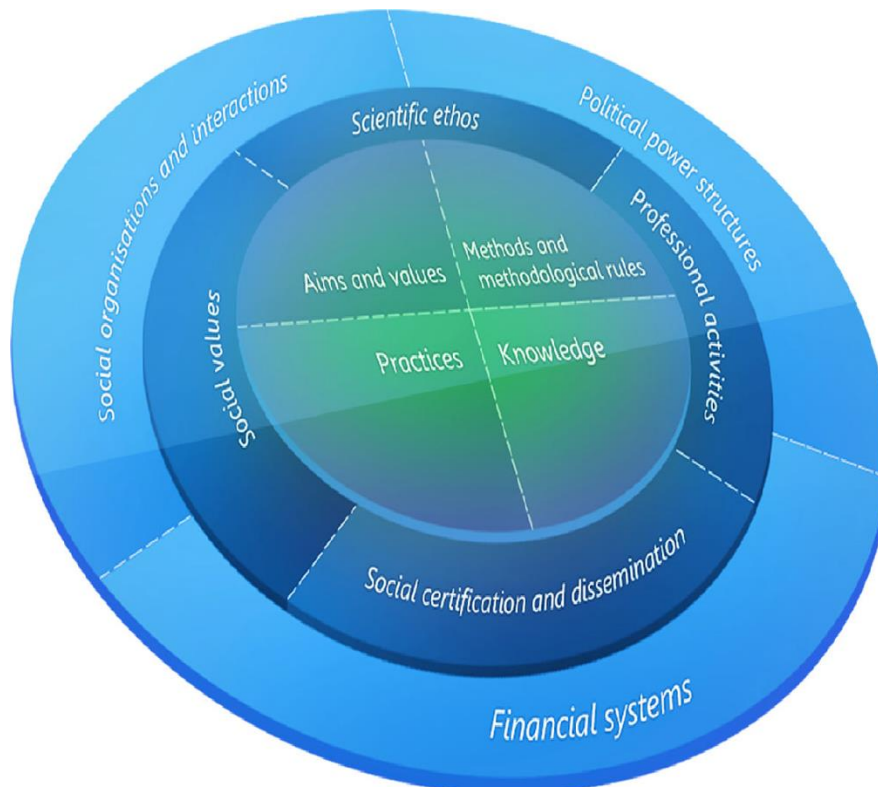 Social organisations and interactions
Political power structures
Scientific ethos
Professional activities
Social values
Aims and values
Methods and
methodological rules
Practices
Knowledge
Social certification and dissemination
Financial systems